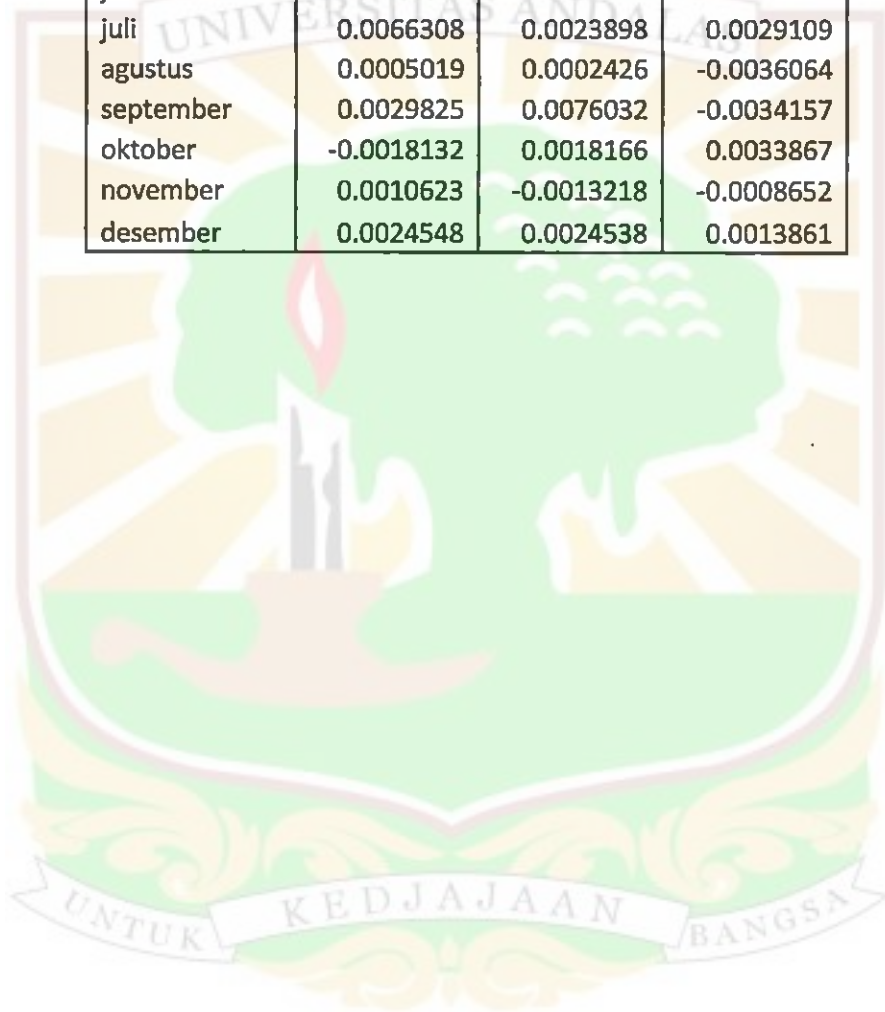 UNIVERSITAS ANDALAS
juli 0.0066308 0.0023898 0.0029109
agustus 0.0005019 0.0002426 -0.0036064
september 0.0029825 0.0076032 -0.0034157
oktober -0.0018132 0.0018166 0.0033867
november 0.0010623 -0.0013218 -0.0008652
desember 0.0024548 0.0024538 0.0013861
UNTUK KEDJAJAAN BANGSA